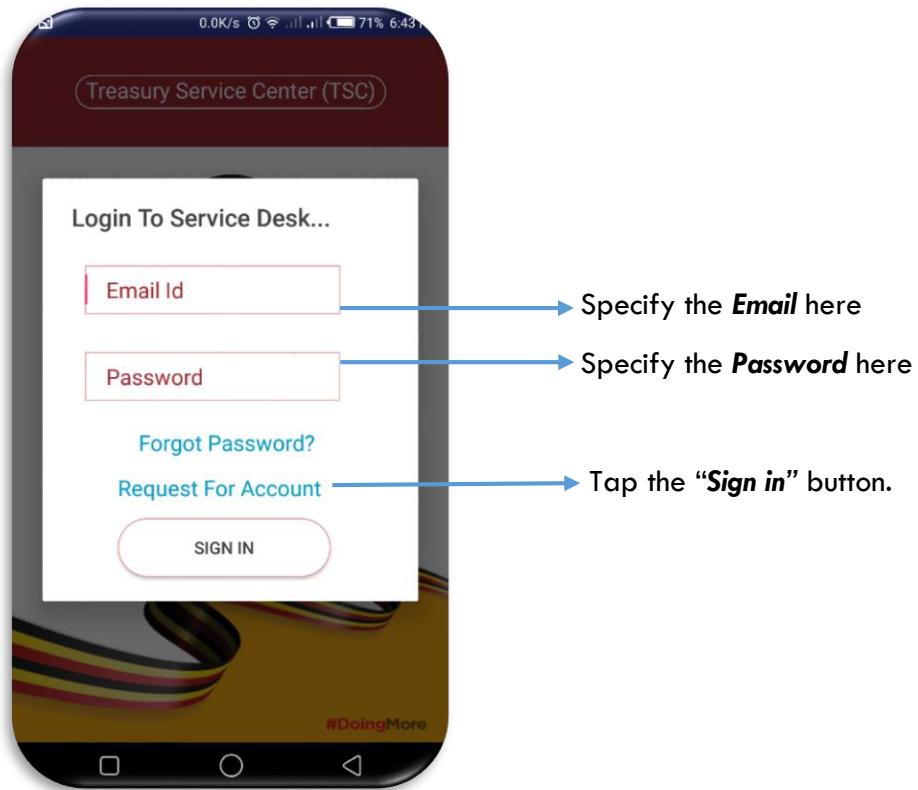 0.0K/s 71% 6:43
Treasury Service Center (TSC)
Login To Service Desk...
Email Id
Specify the Email here
Password
Specify the Password here
Forgot Password?
Request For Account
Tap the “Sign in” button.
SIGN IN
#DoingMore